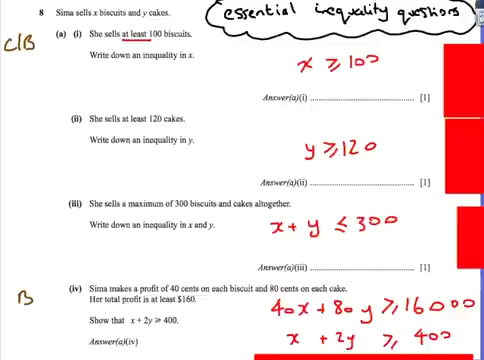 essential inequality questions
8 Sima sells x biscuits and y cakes.
C/B
(a) (i) She sells at least 100 biscuits.
Write down an inequality in x.
x ≥ 100
Answer(a)(i) ........................................ [1]
(ii) She sells at least 120 cakes.
Write down an inequality in y.
y ≥ 120
Answer(a)(ii) ........................................ [1]
(iii) She sells a maximum of 300 biscuits and cakes altogether.
Write down an inequality in x and y.
x + y ≤ 300
Answer(a)(iii) ........................................ [1]
B
(iv) Sima makes a profit of 40 cents on each biscuit and 80 cents on each cake.
Her total profit is at least $160.
40x + 80y ≥ 16000
Show that x + 2y ≥ 400.
x + 2y ≥ 400
Answer(a)(iv)